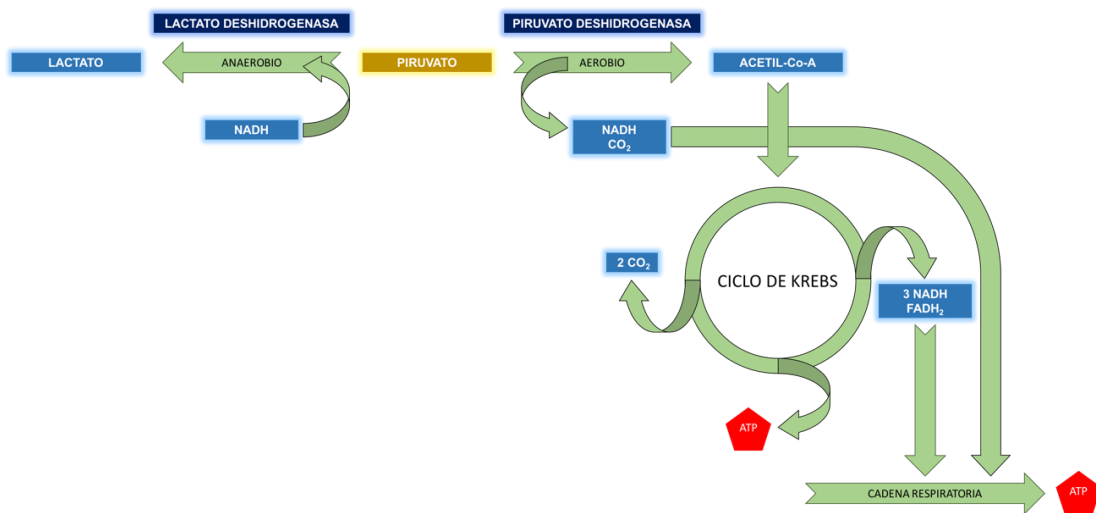 LACTATO DESHIDROGENASA
PIRUVATO DESHIDROGENASA
LACTATO
ANAEROBIO
PIRUVATO
AEROBIO
ACETIL-Co-A
NADH
NADH
CO₂
2 CO₂
CICLO DE KREBS
3 NADH
FADH₂
ATP
CADENA RESPIRATORIA
ATP